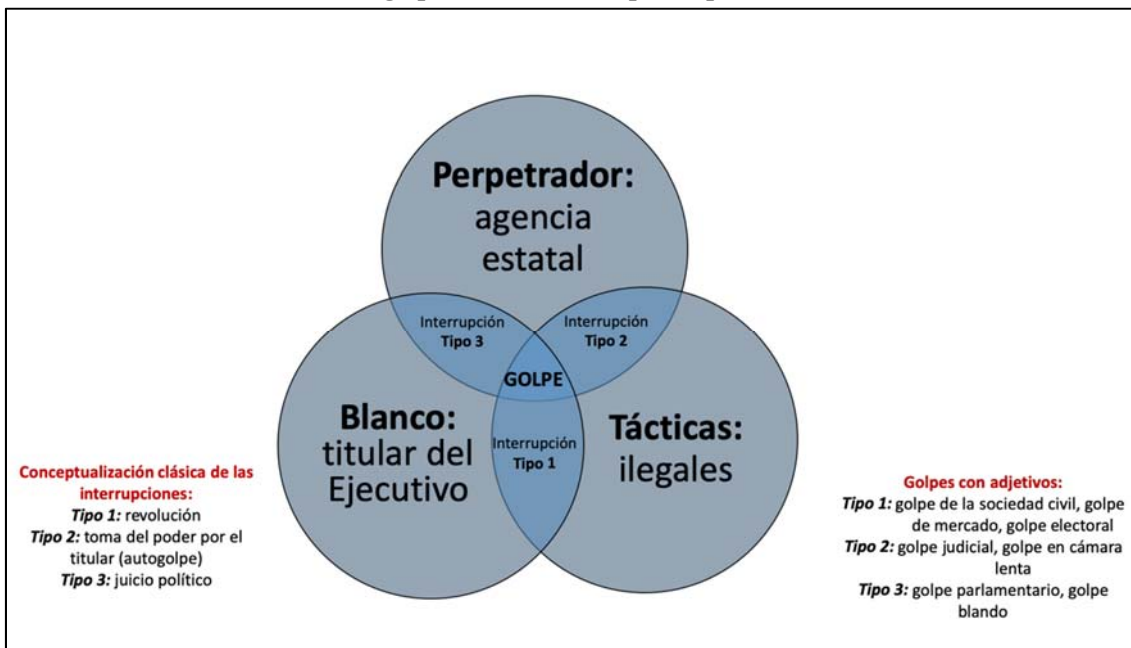 Perpetrador:
agencia
estatal
Interrupción
Tipo 3
Interrupción
Tipo 2
GOLPE
Blanco:
titular del
Ejecutivo
Interrupción
Tipo 1
Tácticas:
ilegales
Conceptualización clásica de las
interrupciones:
Tipo 1: revolución
Tipo 2: toma del poder por el
titular (autogolpe)
Tipo 3: juicio político
Golpes con adjetivos:
Tipo 1: golpe de la sociedad civil, golpe
de mercado, golpe electoral
Tipo 2: golpe judicial, golpe en cámara
lenta
Tipo 3: golpe parlamentario, golpe
blando